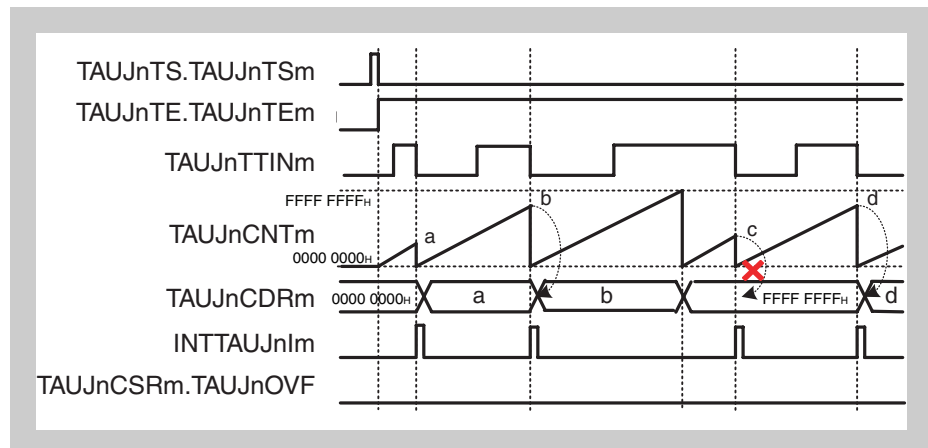 TAUJnTS.TAUJnTSm
TAUJnTE.TAUJnTEm
TAUJnTTINm
FFFF FFFFH
b
d
TAUJnCNTm
a
c
0000 0000H
TAUJnCDRm
0000 0000H
a
b
FFFF FFFFH
d
INTTAUJnIm
TAUJnCSRm.TAUJnOVF